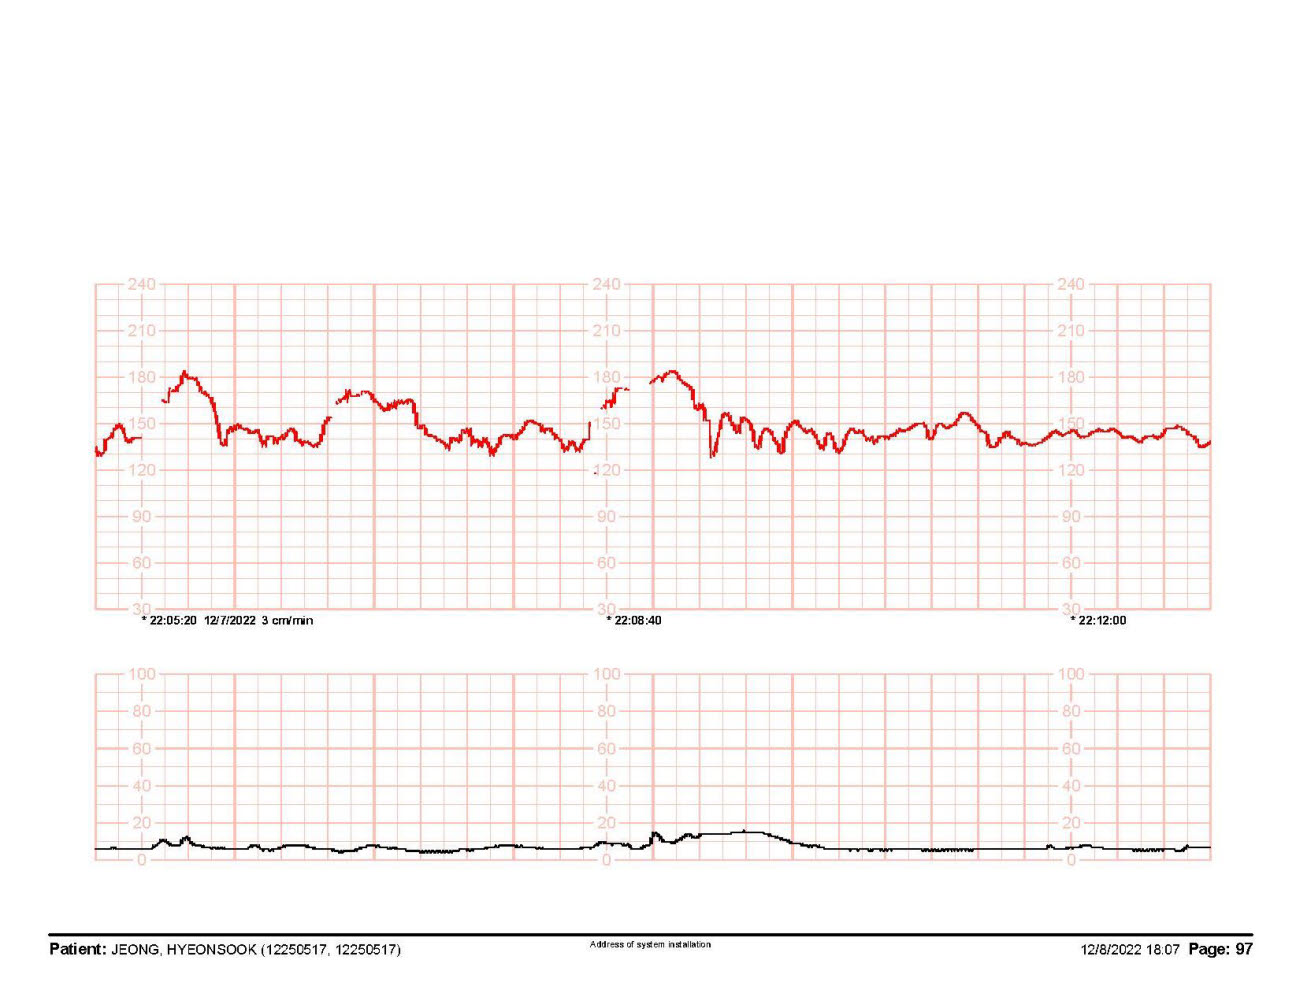 240 240 240
210 210 210
180 180 180
150 150 150
120 120 120
90 90 90
60 60 60
30 30 30
* 22:05:20 12/7/2022 3 cm/min * 22:08:40 * 22:12:00
100 100 100
80 80 80
60 60 60
40 40 40
20 20 20
0 0 0
Patient: JEONG, HYEONSOOK (12250517, 12250517) Address of system installation 12/8/2022 18:07 Page: 97